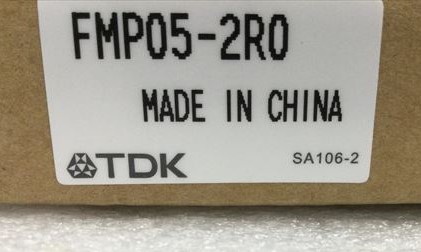 FMP05-2R0
MADE IN CHINA
TDK
SA106-2